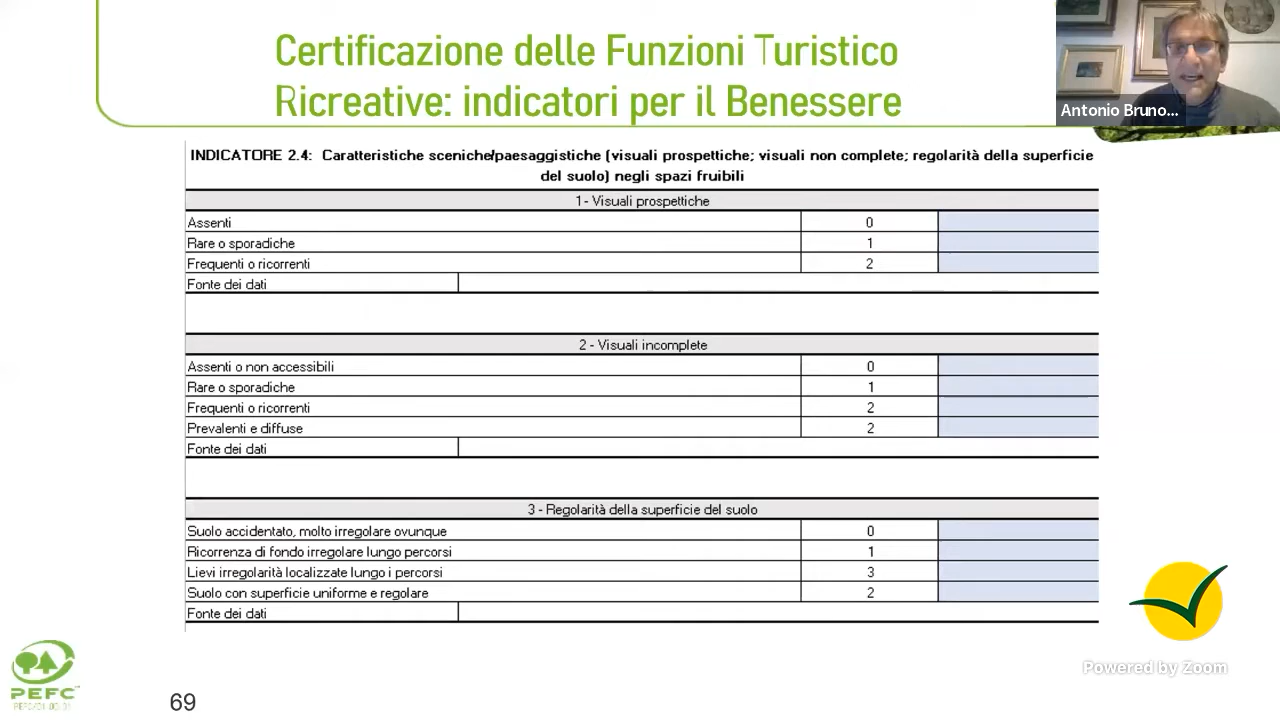 Certificazione delle Funzioni Turistico
Ricreative: indicatori per il Benessere
Antonio Bruno...
INDICATORE 2.4: Caratteristiche sceniche/paesaggistiche (visuali prospettiche; visuali non complete; regolarità della superficie
del suolo) negli spazi fruibili
1 - Visuali prospettiche
Assenti 0
Rare o sporadiche 1
Frequenti o ricorrenti 2
Fonte dei dati
2 - Visuali incomplete
Assenti o non accessibili 0
Rare o sporadiche 1
Frequenti o ricorrenti 2
Prevalenti e diffuse 2
Fonte dei dati
3 - Regolarità della superficie del suolo
Suolo accidentato, molto irregolare ovunque 0
Ricorrenza di fondo irregolare lungo percorsi 1
Lievi irregolarità localizzate lungo i percorsi 3
Suolo con superficie uniforme e regolare 2
Fonte dei dati
Powered by Zoom
PEFC
69